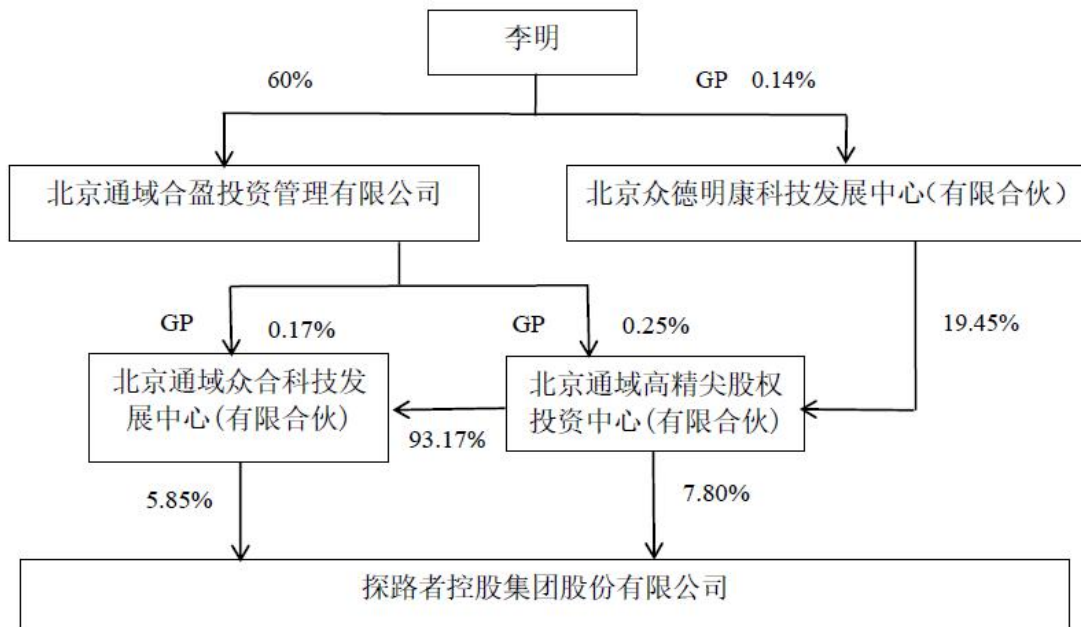 李明
60%
GP 0.14%
北京通域合盈投资管理有限公司
北京众德明康科技发展中心（有限合伙）
GP
0.17%
GP
0.25%
19.45%
北京通域众合科技发
展中心(有限合伙)
北京通域高精尖股权
投资中心(有限合伙)
93.17%
5.85%
7.80%
探路者控股集团股份有限公司